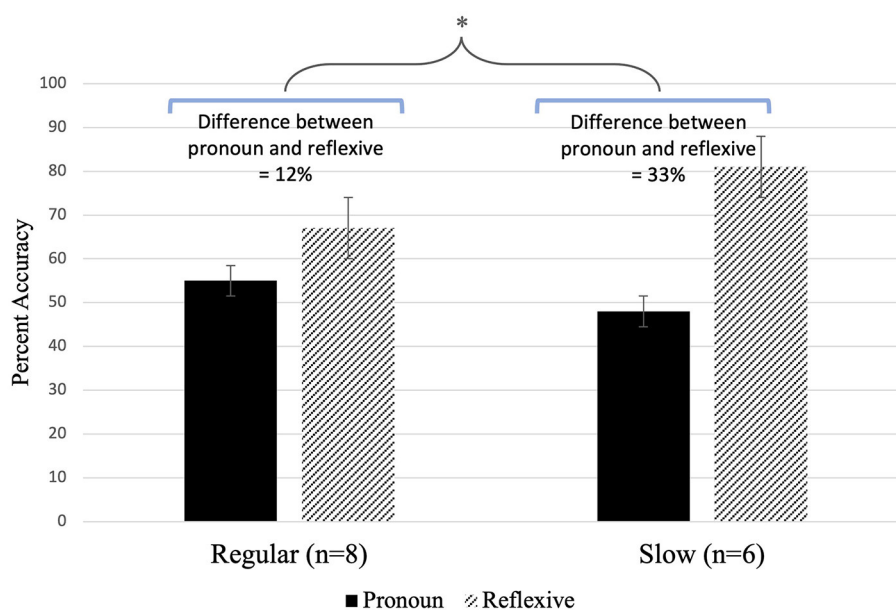 *
100
90
80
70
60
50
40
30
20
10
0
Percent Accuracy
Difference between
pronoun and reflexive
= 12%
Difference between
pronoun and reflexive
= 33%
Regular (n=8)
Slow (n=6)
Pronoun
Reflexive